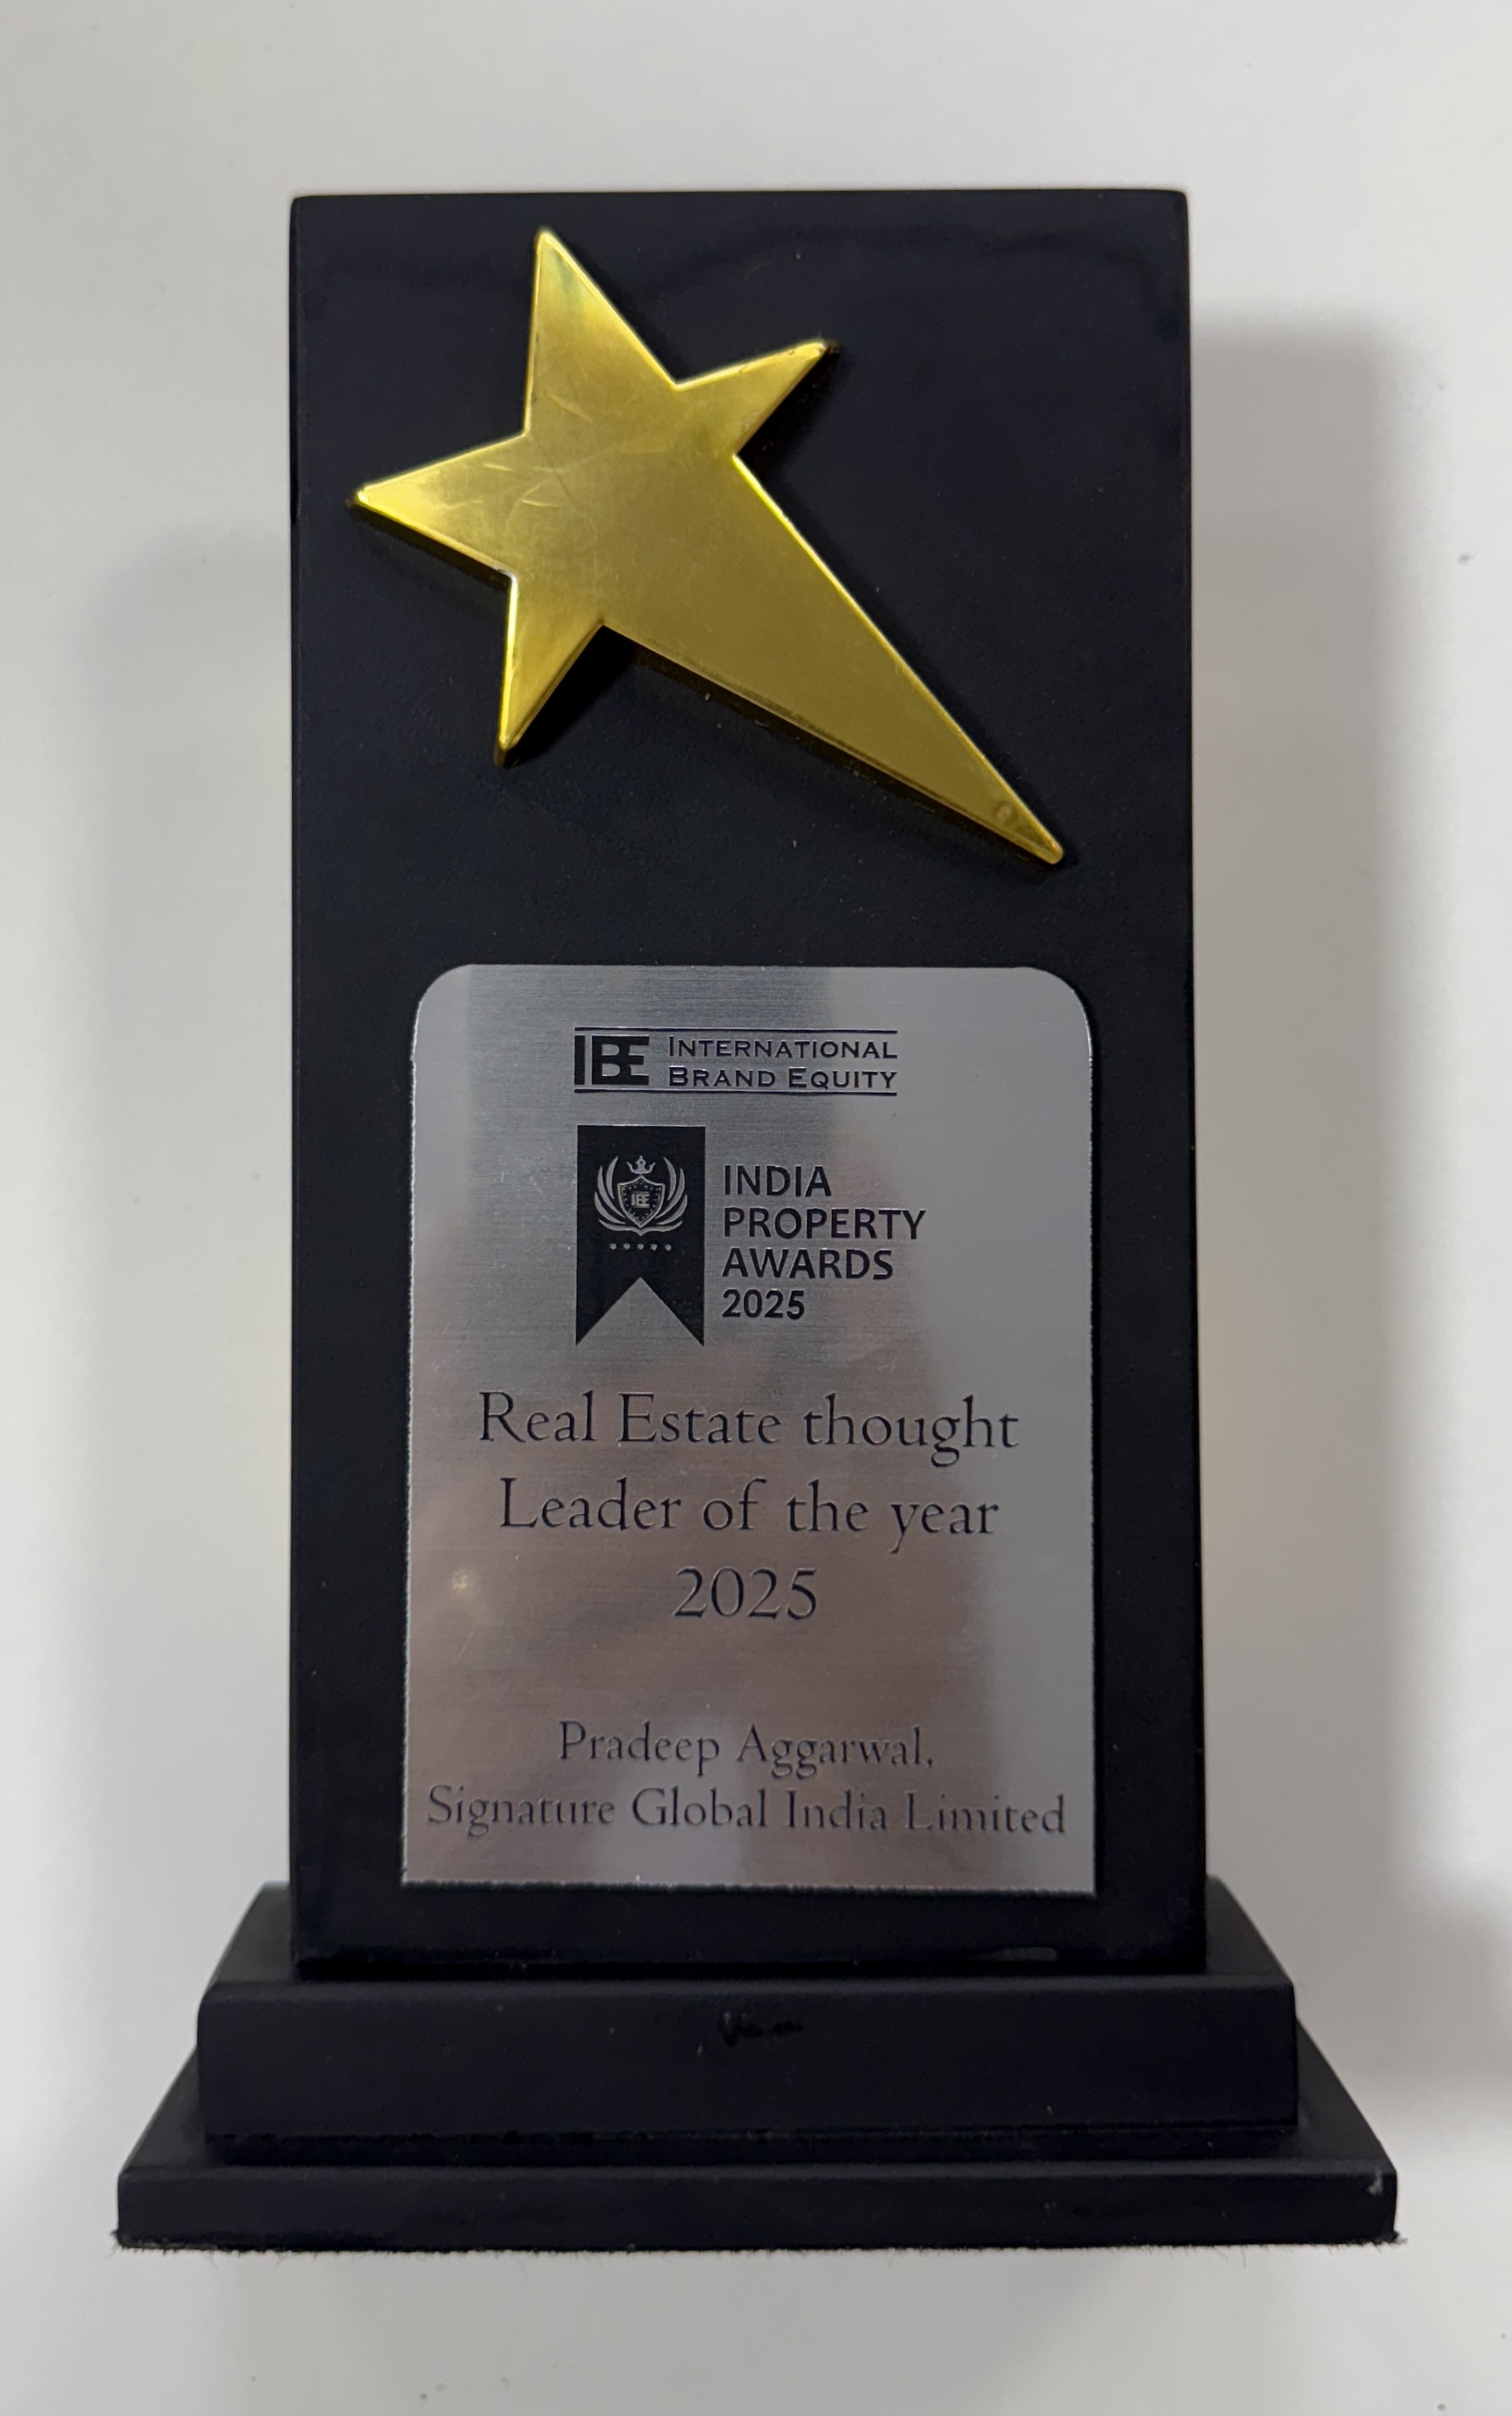 IBE INTERNATIONAL
BRAND EQUITY
IBE
INDIA
PROPERTY
AWARDS
2025
Real Estate thought
Leader of the year
2025
Pradeep Aggarwal,
Signature Global India Limited